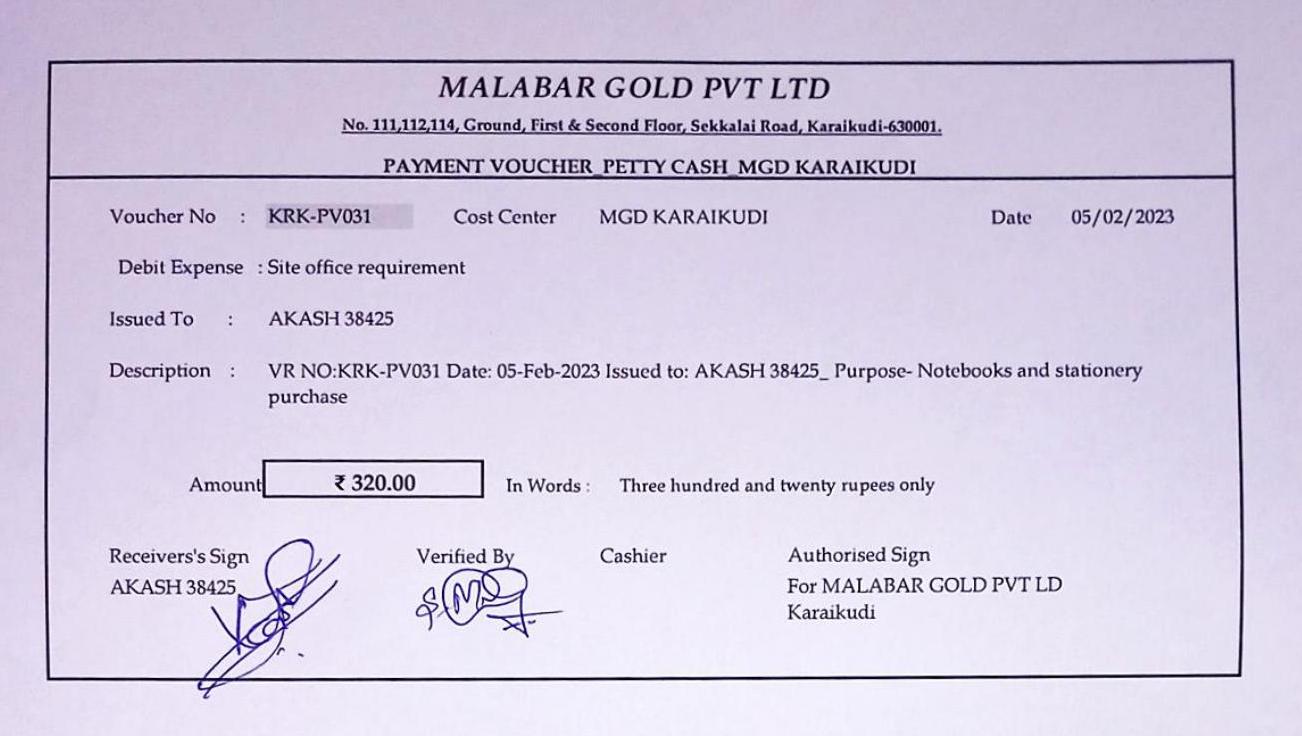 MALABAR GOLD PVT LTD
No. 111,112,114, Ground, First & Second Floor, Sekkalai Road, Karaikudi-630001.
PAYMENT VOUCHER_PETTY CASH_MGD KARAIKUDI
Voucher No : KRK-PV031 Cost Center MGD KARAIKUDI Date 05/02/2023
Debit Expense : Site office requirement
Issued To : AKASH 38425
Description : VR NO:KRK-PV031 Date: 05-Feb-2023 Issued to: AKASH 38425_ Purpose- Notebooks and stationery
purchase
Amount ₹ 320.00 In Words : Three hundred and twenty rupees only
Receivers's Sign Verified By Cashier Authorised Sign
AKASH 38425 For MALABAR GOLD PVT LD
Karaikudi